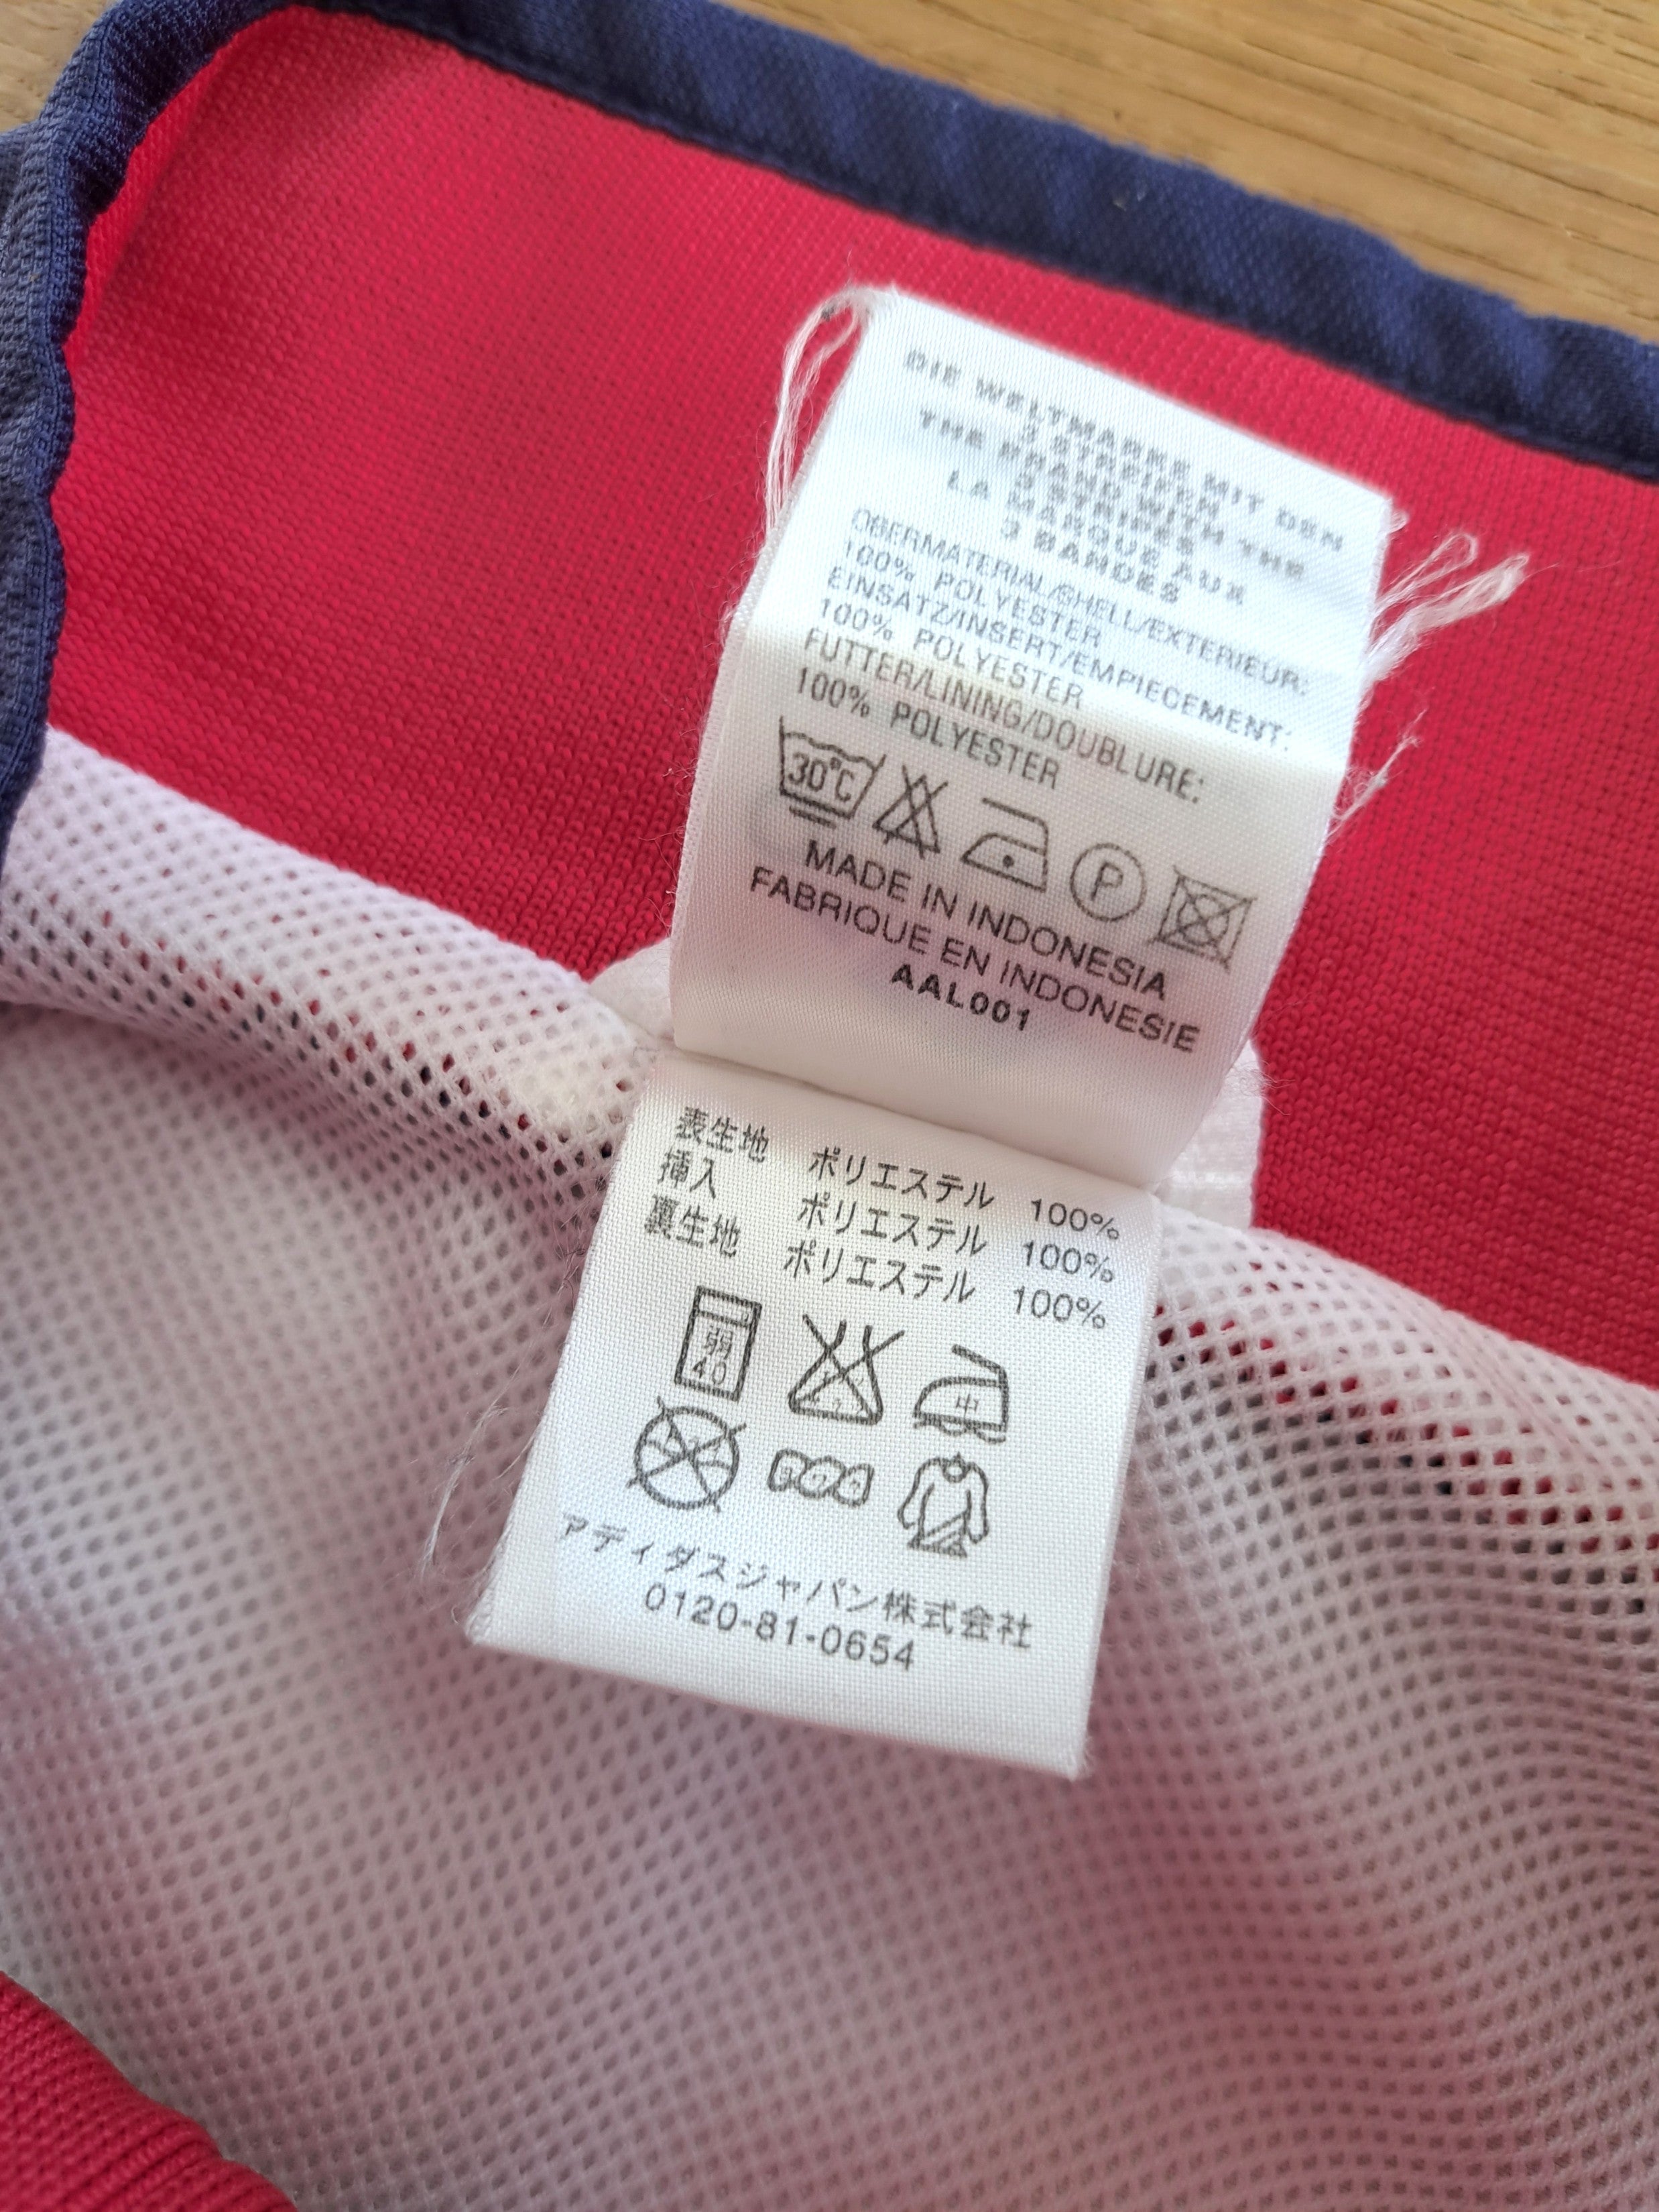 DIE WELTMARKE MIT DEN
3 STREIFEN
THE BRAND WITH THE
3 STRIPES
LA MARQUE AUX
3 BANDES
OBERMATERIAL/SHELL/EXTERIEUR:
100% POLYESTER
EINSATZ/INSERT/EMPIECEMENT:
100% POLYESTER
FUTTER/LINING/DOUBLURE:
100% POLYESTER
30°C
P
MADE IN INDONESIA
FABRIQUE EN INDONESIE
AAL001
表生地 ポリエステル 100%
挿入 ポリエステル 100%
裏生地 ポリエステル 100%
弱
40
中
アディダスジャパン株式会社
0120-81-0654